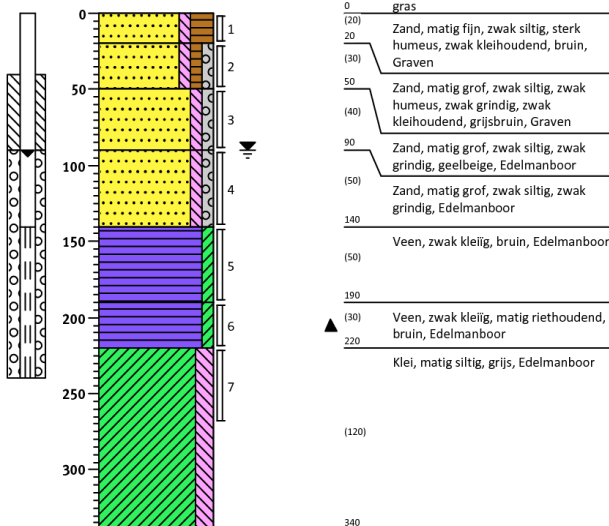 0
50
100
150
200
250
300
1
2
3
4
5
6
7
0
gras
(20)
Zand, matig fijn, zwak siltig, sterk
20
humeus, zwak kleihoudend, bruin,
(30)
Graven
50
Zand, matig grof, zwak siltig, zwak
humeus, zwak grindig, zwak
(40)
kleihoudend, grijsbruin, Graven
90
Zand, matig grof, zwak siltig, zwak
grindig, geelbeige, Edelmanboor
(50)
Zand, matig grof, zwak siltig, zwak
grindig, Edelmanboor
140
Veen, zwak kleiïg, bruin, Edelmanboor
(50)
190
(30)
Veen, zwak kleiïg, matig riethoudend,
bruin, Edelmanboor
220
Klei, matig siltig, grijs, Edelmanboor
(120)
340